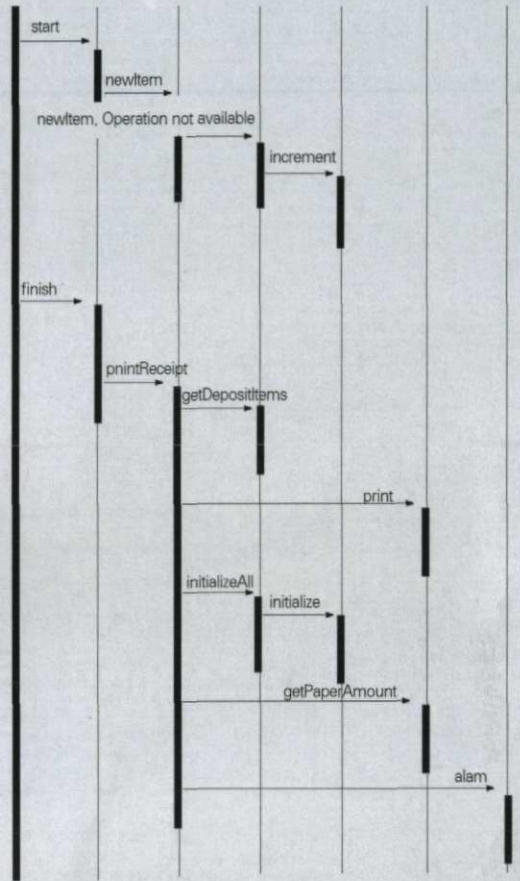 start
newItem
newItem, Operation not available
increment
finish
pnintReceipt
getDepositItems
print
initializeAll
initialize
getPaperAmount
alam